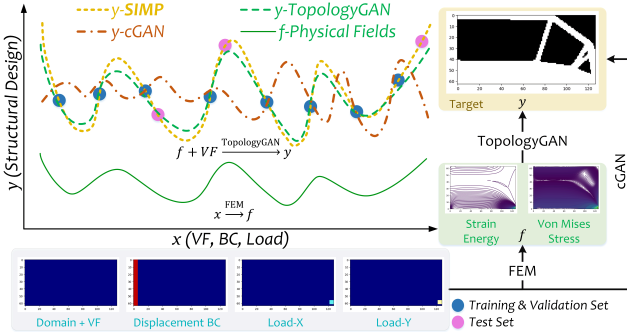 y-SIMP
y-TopologyGAN
y-cGAN
f-Physical Fields
y (Structural Design)
f + VF TopologyGAN y
FEM
x → f
x (VF, BC, Load)
Target
y
TopologyGAN
cGAN
Strain Energy
Von Mises Stress
f
FEM
Domain + VF
Displacement BC
Load-X
Load-Y
Training & Validation Set
Test Set